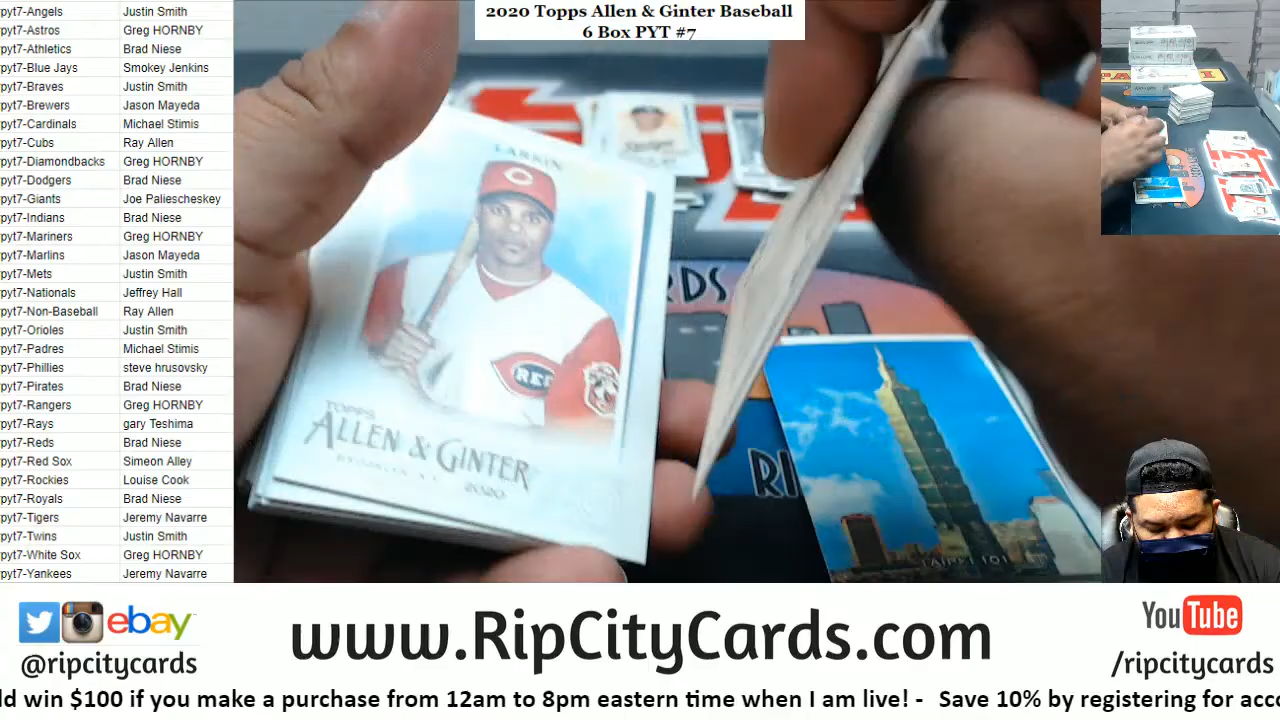 2020 Topps Allen & Ginter Baseball
6 Box PYT #7
pyt7-Angels Justin Smith
pyt7-Astros Greg HORNBY
pyt7-Athletics Brad Niese
pyt7-Blue Jays Smokey Jenkins
pyt7-Braves Justin Smith
pyt7-Brewers Jason Mayeda
pyt7-Cardinals Michael Stimis
pyt7-Cubs Ray Allen
pyt7-Diamondbacks Greg HORNBY
pyt7-Dodgers Brad Niese
pyt7-Giants Joe Paliescheskey
pyt7-Indians Brad Niese
pyt7-Mariners Greg HORNBY
pyt7-Marlins Jason Mayeda
pyt7-Mets Justin Smith
pyt7-Nationals Jeffrey Hall
pyt7-Non-Baseball Ray Allen
pyt7-Orioles Justin Smith
pyt7-Padres Michael Stimis
pyt7-Phillies steve hrusovsky
pyt7-Pirates Brad Niese
pyt7-Rangers Greg HORNBY
pyt7-Rays gary Teshima
pyt7-Reds Brad Niese
pyt7-Red Sox Simeon Alley
pyt7-Rockies Louise Cook
pyt7-Royals Brad Niese
pyt7-Tigers Jeremy Navarre
pyt7-Twins Justin Smith
pyt7-White Sox Greg HORNBY
pyt7-Yankees Jeremy Navarre
LARKIN
C
REDS
TOPPS
ALLEN & GINTER
BROOKLYN, N.Y.
2020
RDS
RI
TAIPEI 101
ebay
@ripcitycards
www.RipCityCards.com
YouTube
/ripcitycards
ld win $100 if you make a purchase from 12am to 8pm eastern time when I am live! - Save 10% by registering for acco